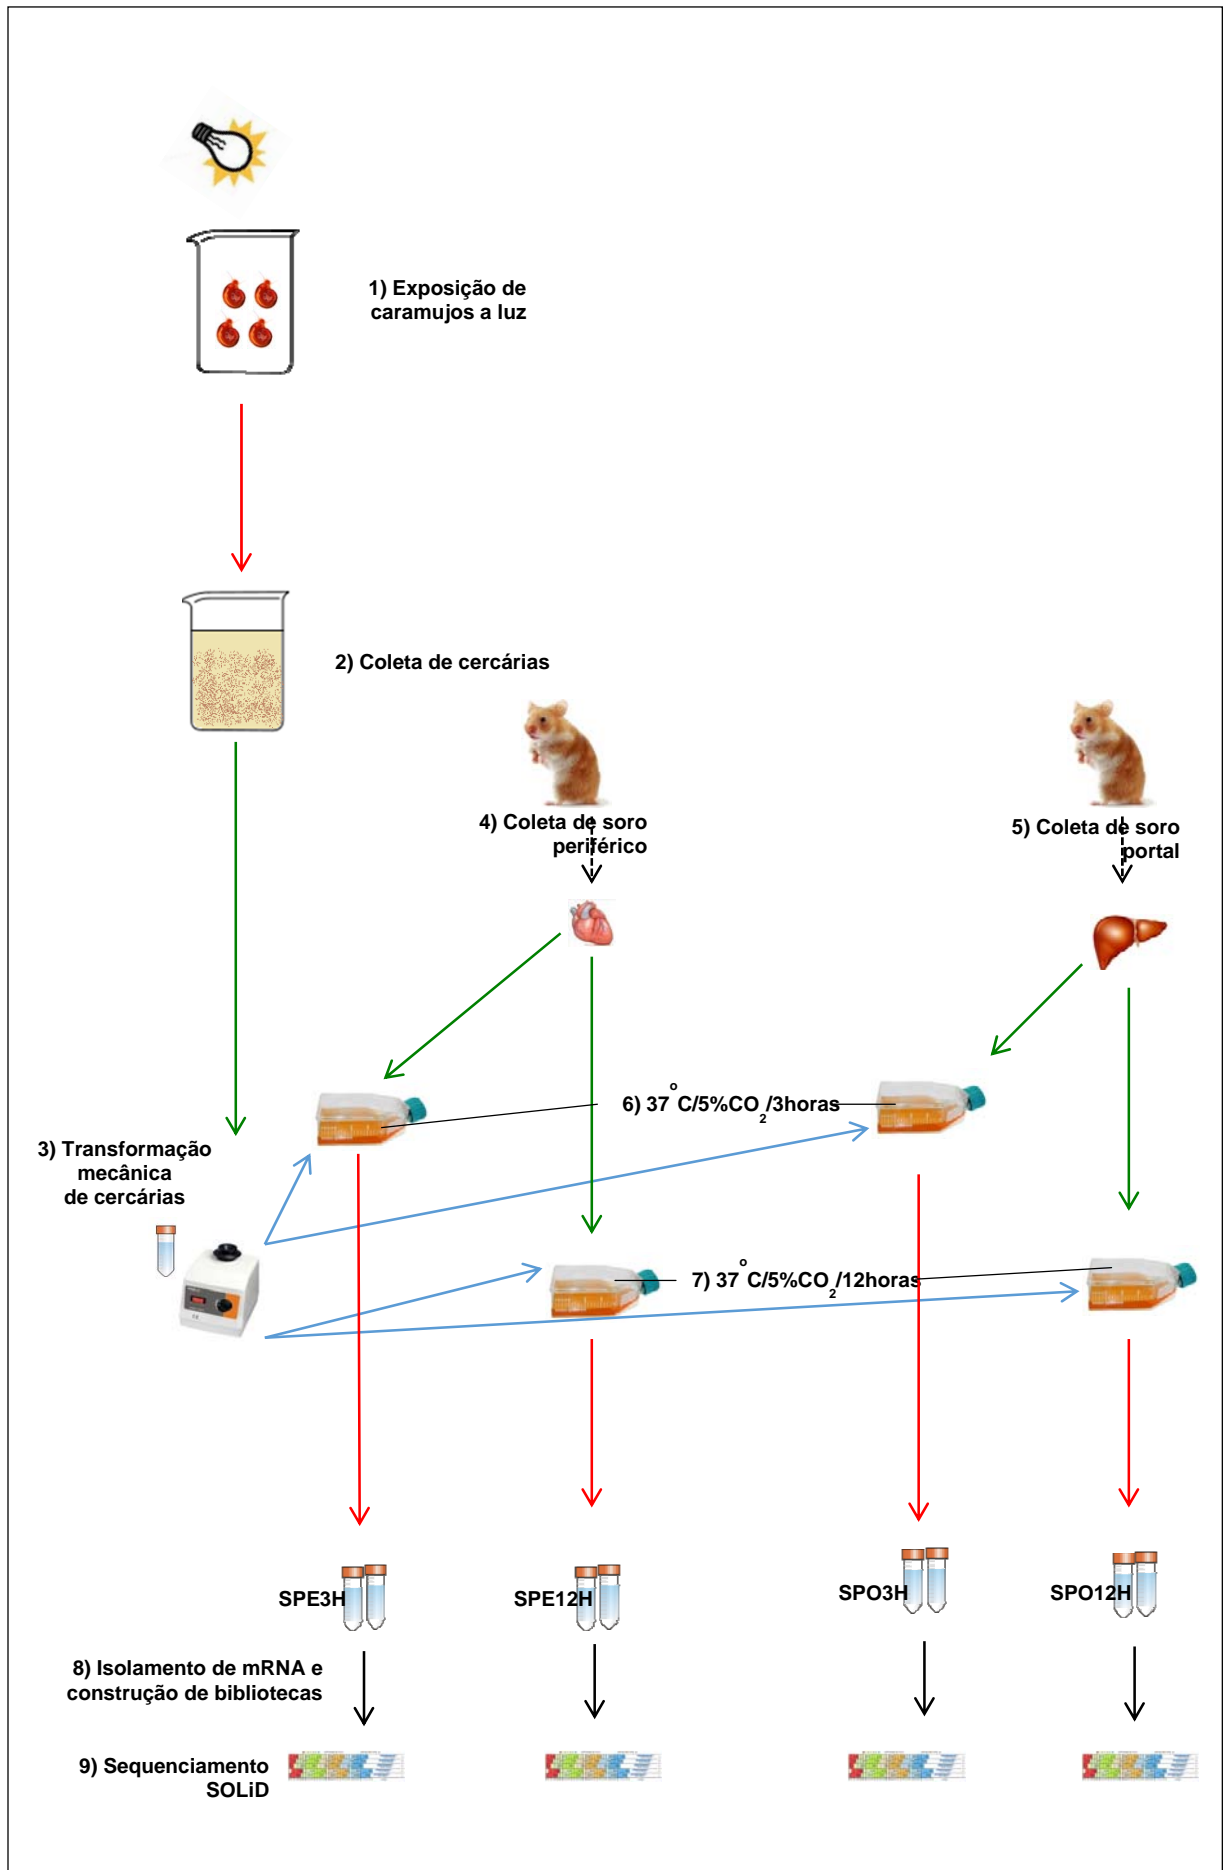 1) Exposição de
caramujos a luz
2) Coleta de cercárias
4) Coleta de soro
periférico
5) Coleta de soro
portal
6) 37°C/5%CO2/3horas
3) Transformação
mecânica
de cercárias
7) 37°C/5%CO2/12horas
SPE3H
SPE12H
SPO3H
SPO12H
8) Isolamento de mRNA e
construção de bibliotecas
9) Sequenciamento
SOLiD